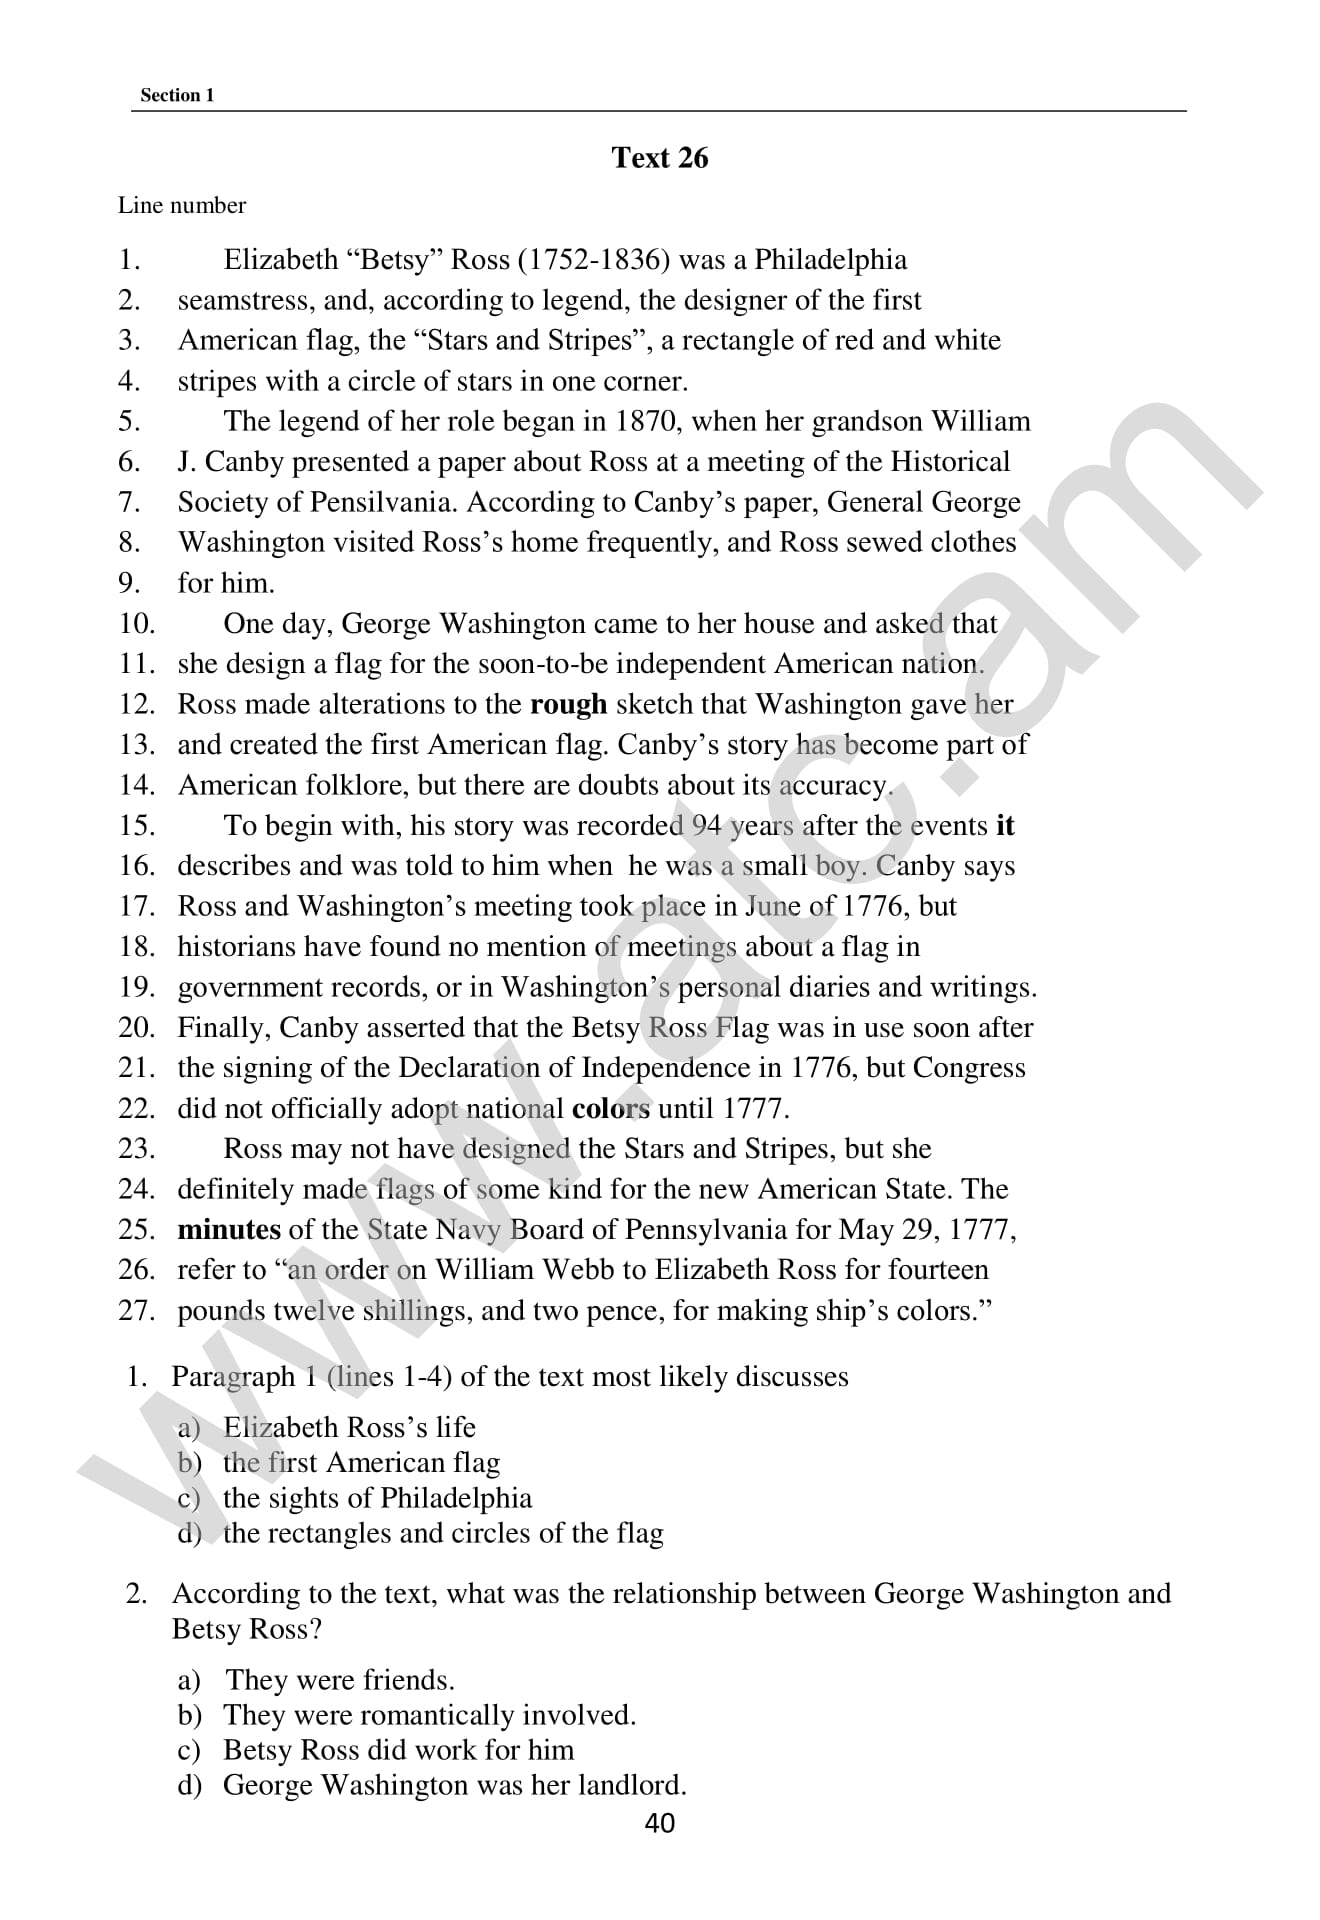 Section 1
Text 26
Line number
1. Elizabeth “Betsy” Ross (1752-1836) was a Philadelphia
2. seamstress, and, according to legend, the designer of the first
3. American flag, the “Stars and Stripes”, a rectangle of red and white
4. stripes with a circle of stars in one corner.
5. The legend of her role began in 1870, when her grandson William
6. J. Canby presented a paper about Ross at a meeting of the Historical
7. Society of Pensilvania. According to Canby’s paper, General George
8. Washington visited Ross’s home frequently, and Ross sewed clothes
9. for him.
10. One day, George Washington came to her house and asked that
11. she design a flag for the soon-to-be independent American nation.
12. Ross made alterations to the rough sketch that Washington gave her
13. and created the first American flag. Canby’s story has become part of
14. American folklore, but there are doubts about its accuracy.
15. To begin with, his story was recorded 94 years after the events it
16. describes and was told to him when he was a small boy. Canby says
17. Ross and Washington’s meeting took place in June of 1776, but
18. historians have found no mention of meetings about a flag in
19. government records, or in Washington’s personal diaries and writings.
20. Finally, Canby asserted that the Betsy Ross Flag was in use soon after
21. the signing of the Declaration of Independence in 1776, but Congress
22. did not officially adopt national colors until 1777.
23. Ross may not have designed the Stars and Stripes, but she
24. definitely made flags of some kind for the new American State. The
25. minutes of the State Navy Board of Pennsylvania for May 29, 1777,
26. refer to “an order on William Webb to Elizabeth Ross for fourteen
27. pounds twelve shillings, and two pence, for making ship’s colors.”
1. Paragraph 1 (lines 1-4) of the text most likely discusses
a) Elizabeth Ross’s life
b) the first American flag
c) the sights of Philadelphia
d) the rectangles and circles of the flag
2. According to the text, what was the relationship between George Washington and
Betsy Ross?
a) They were friends.
b) They were romantically involved.
c) Betsy Ross did work for him
d) George Washington was her landlord.
40
www.atc.am